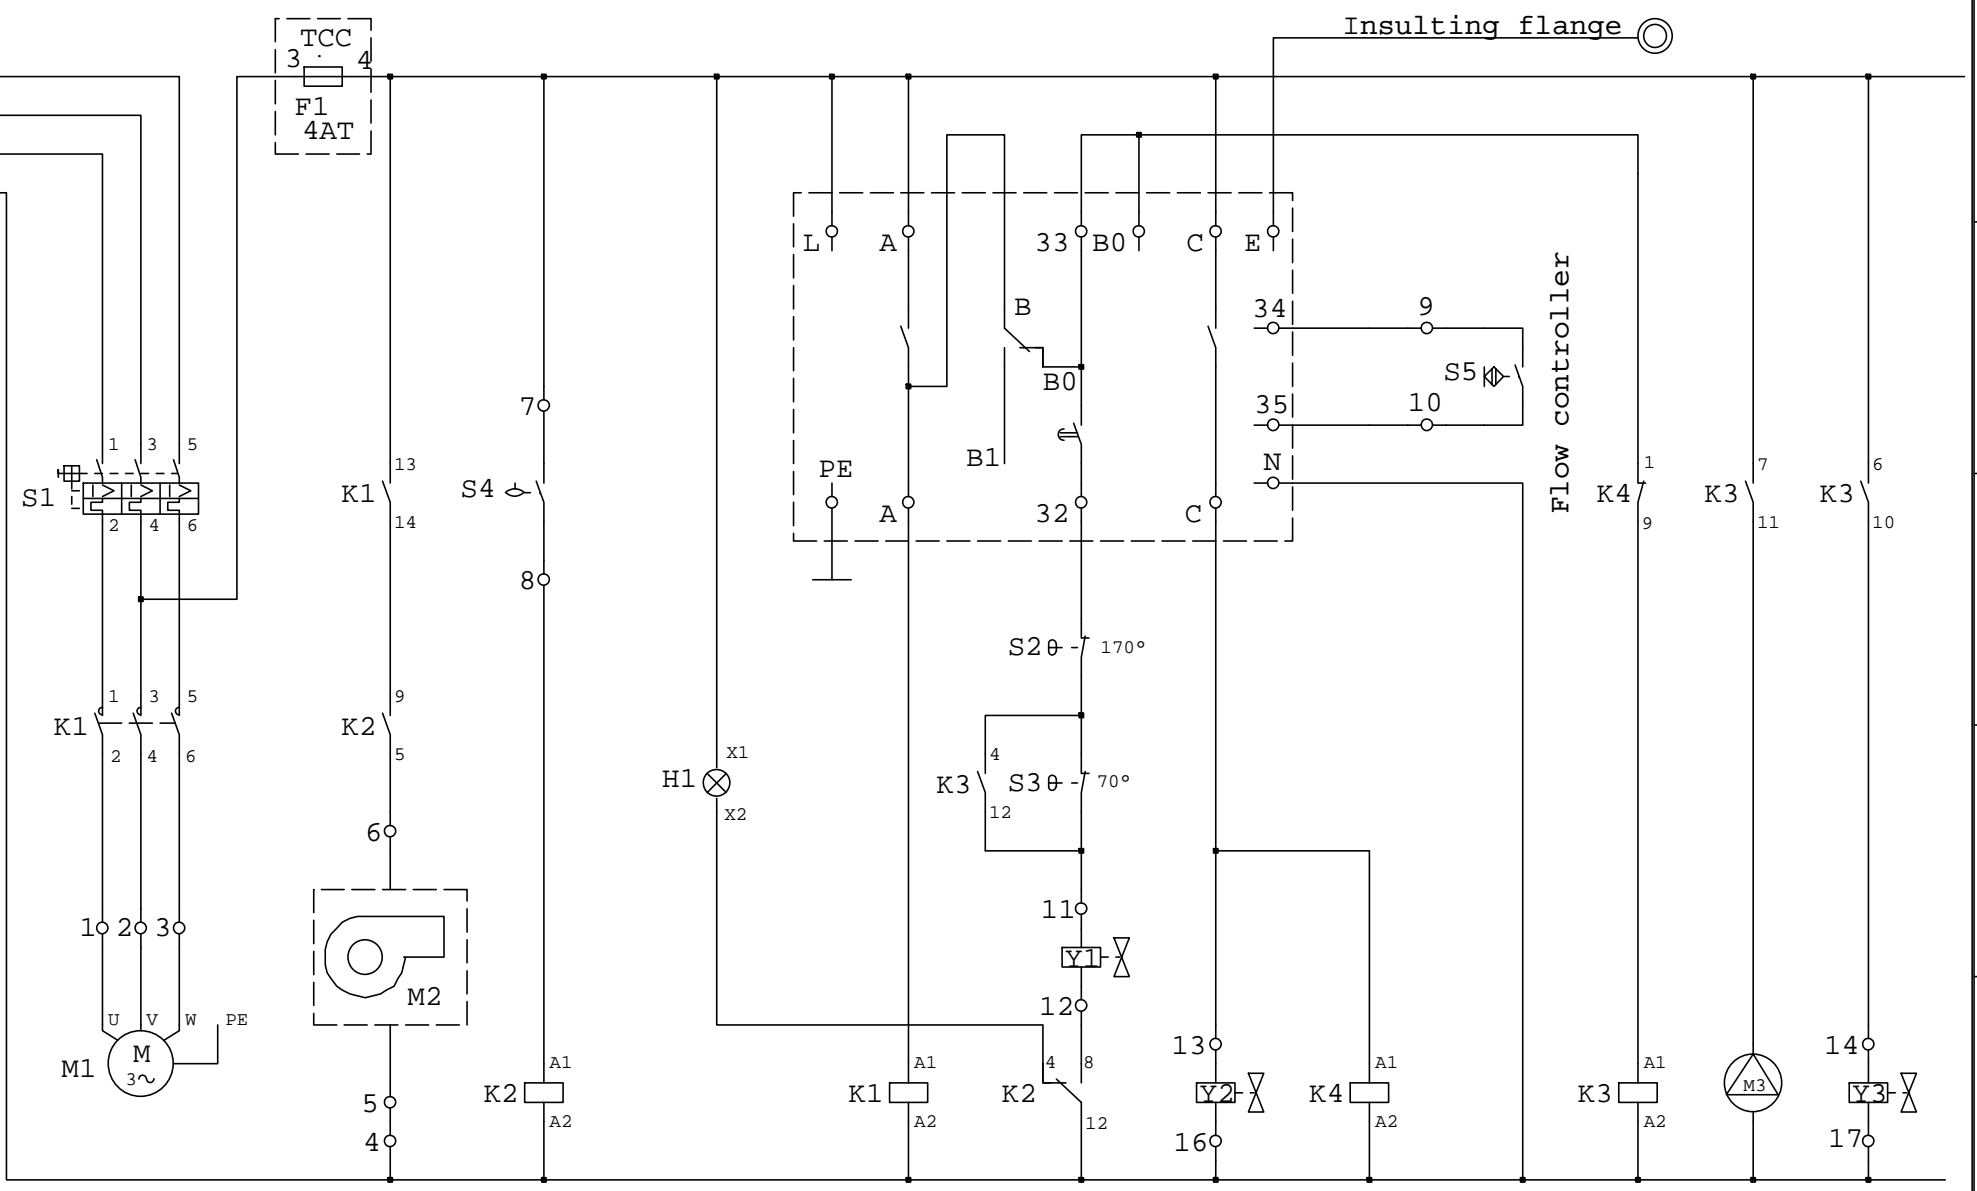 Insulting flange
TCC
3 4
F1
4AT
L A 33 B0 C E
B
34 9
B0
S5
35 10
B1
N
PE
A 32 C
Flow controller
7
S4
8
1 3 5
S1
2 4 6
13
K1
14
1
K4
9
7
K3
11
6
K3
10
S2 170°
1 3 5
K1
2 4 6
9
K2
5
X1
H1
X2
4
K3
12
S3 70°
6
M2
1 2 3
U V W PE
M1
M
3~
5
4
A1
K2
A2
11
Y1
12
A1
K1
A2
4 8
K2
12
13
Y2
16
A1
K4
A2
A1
K3
A2
M3
14
Y3
17